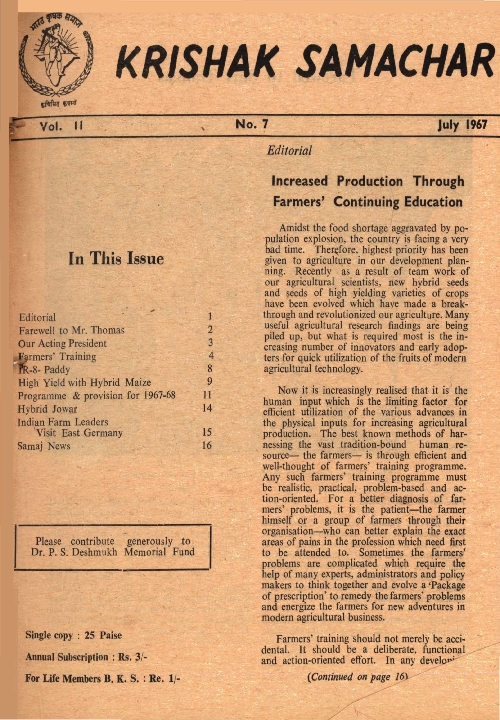 भारत कृषक समाज
KRISHAK SAMACHAR
Vol. II
No. 7
July 1967
In This Issue
Editorial 1
Farewell to Mr. Thomas 2
Our Acting President 3
Farmers' Training 4
IR-8- Paddy 8
High Yield with Hybrid Maize 9
Programme & provision for 1967-68 11
Hybrid Jowar 14
Indian Farm Leaders
Visit East Germany 15
Samaj News 16
Please contribute generously to
Dr. P. S. Deshmukh Memorial Fund
Single copy : 25 Paise
Annual Subscription : Rs. 3/-
For Life Members B. K. S. : Re. 1/-
Editorial
Increased Production Through
Farmers' Continuing Education
Amidst the food shortage aggravated by po-
pulation explosion, the country is facing a very
bad time. Therefore, highest priority has been
given to agriculture in our development plan-
ning. Recently as a result of team work of
our agricultural scientists, new hybrid seeds
and seeds of high yielding varieties of crops
have been evolved which have made a break-
through and revolutionized our agriculture. Many
useful agricultural research findings are being
piled up, but what is required most is the in-
creasing number of innovators and early adop-
ters for quick utilization of the fruits of modern
agricultural technology.
Now it is increasingly realised that it is the
human input which is the limiting factor for
efficient utilization of the various advances in
the physical inputs for increasing agricultural
production. The best known methods of har-
nessing the vast tradition-bound human re-
source— the farmers— is through efficient and
well-thought of farmers' training programme.
Any such farmers' training programme must
be realistic, practical, problem-based and ac-
tion-oriented. For a better diagnosis of far-
mers' problems, it is the patient—the farmer
himself or a group of farmers through their
organisation—who can better explain the exact
areas of pains in the profession which need first
to be attended to. Sometimes the farmers'
problems are complicated which require the
help of many experts, administrators and policy
makers to think together and evolve a 'Package
of prescription' to remedy the farmers' problems
and energize the farmers for new adventures in
modern agricultural business.
Farmers' training should not merely be acci-
dental. It should be a deliberate, functional
and action-oriented effort. In any develop-
(Continued on page 16)